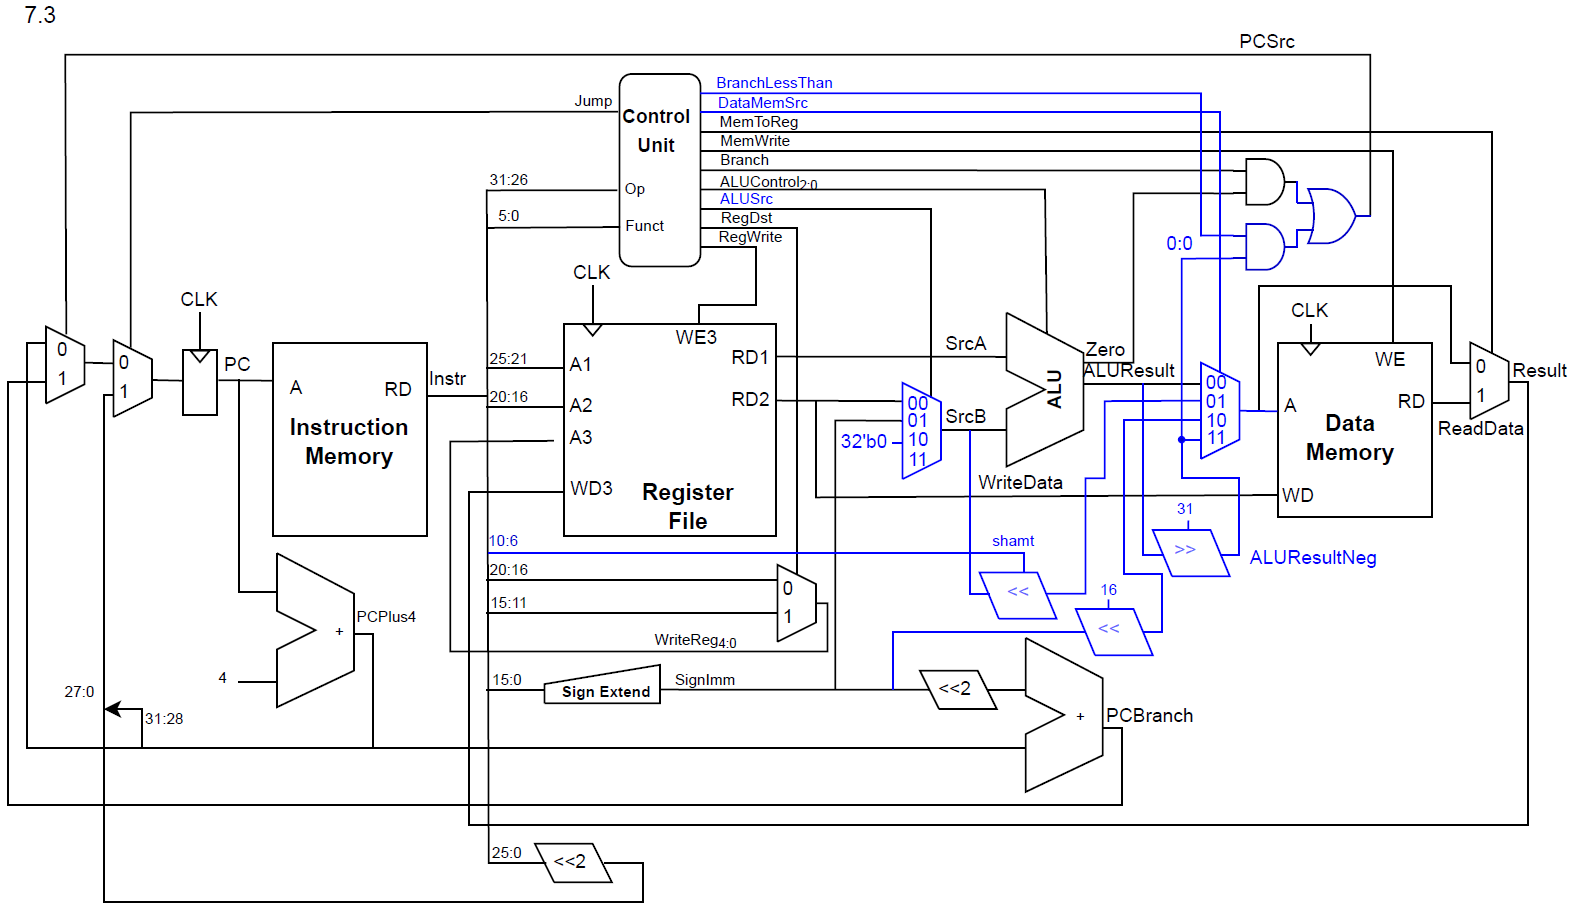 7.3
PCSrc
BranchLessThan
DataMemSrc
MemToReg
MemWrite
Branch
ALUControl2:0
ALUSrc
RegDst
RegWrite
Jump
Control
Unit
31:26
Op
5:0
Funct
0:0
CLK
CLK
CLK
WE3
WE
0
1
0
1
PC
A
RD
Instr
Instruction
Memory
25:21
A1
20:16
A2
A3
WD3
RD1
RD2
Register
File
SrcA
SrcB
00
01
10
11
32'b0
ALU
Zero
ALUResult
WriteData
00
01
10
11
A
RD
Data
Memory
WD
0
1
Result
ReadData
31
>>
ALUResultNeg
10:6
shamt
<<
16
<<
20:16
15:11
0
1
WriteReg4:0
PCPlus4
+
4
15:0
Sign Extend
SignImm
<<2
+
PCBranch
27:0
31:28
25:0
<<2